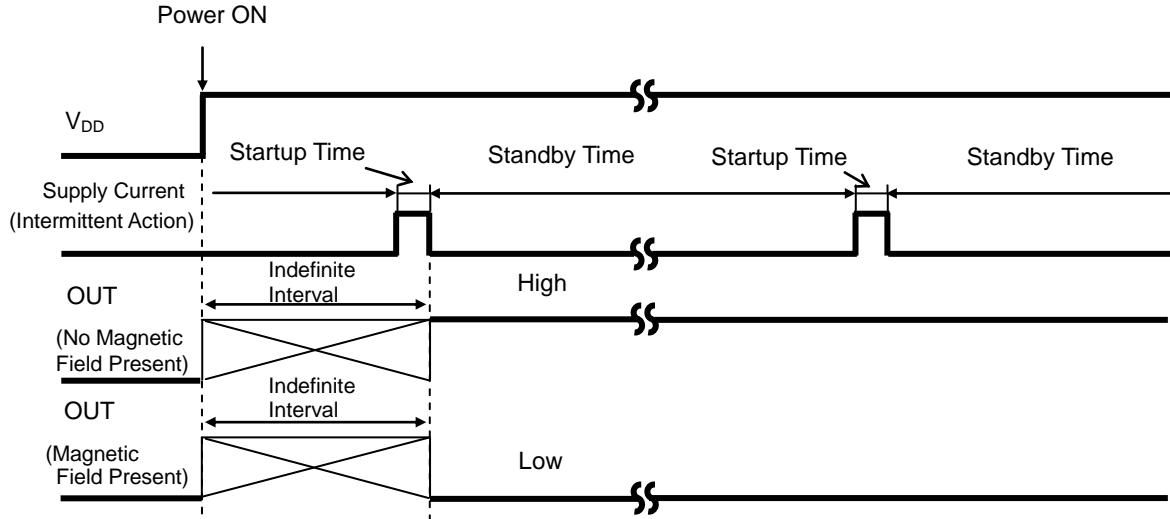 Power ON
V_DD
Startup Time
Standby Time
Startup Time
Standby Time
Supply Current
(Intermittent Action)
Indefinite
Interval
High
OUT
(No Magnetic
Field Present)
Indefinite
Interval
OUT
(Magnetic
Field Present)
Low